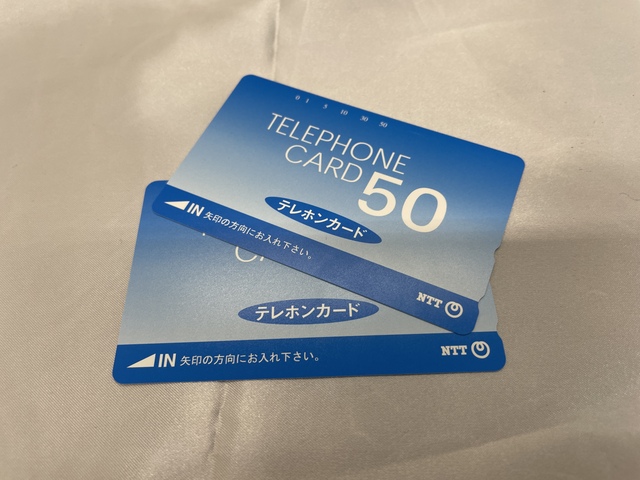 0 1 5 10 30 50
TELEPHONE
CARD 50
テレホンカード
IN 矢印の方向にお入れ下さい。
NTT
テレホンカード
IN 矢印の方向にお入れ下さい。
NTT